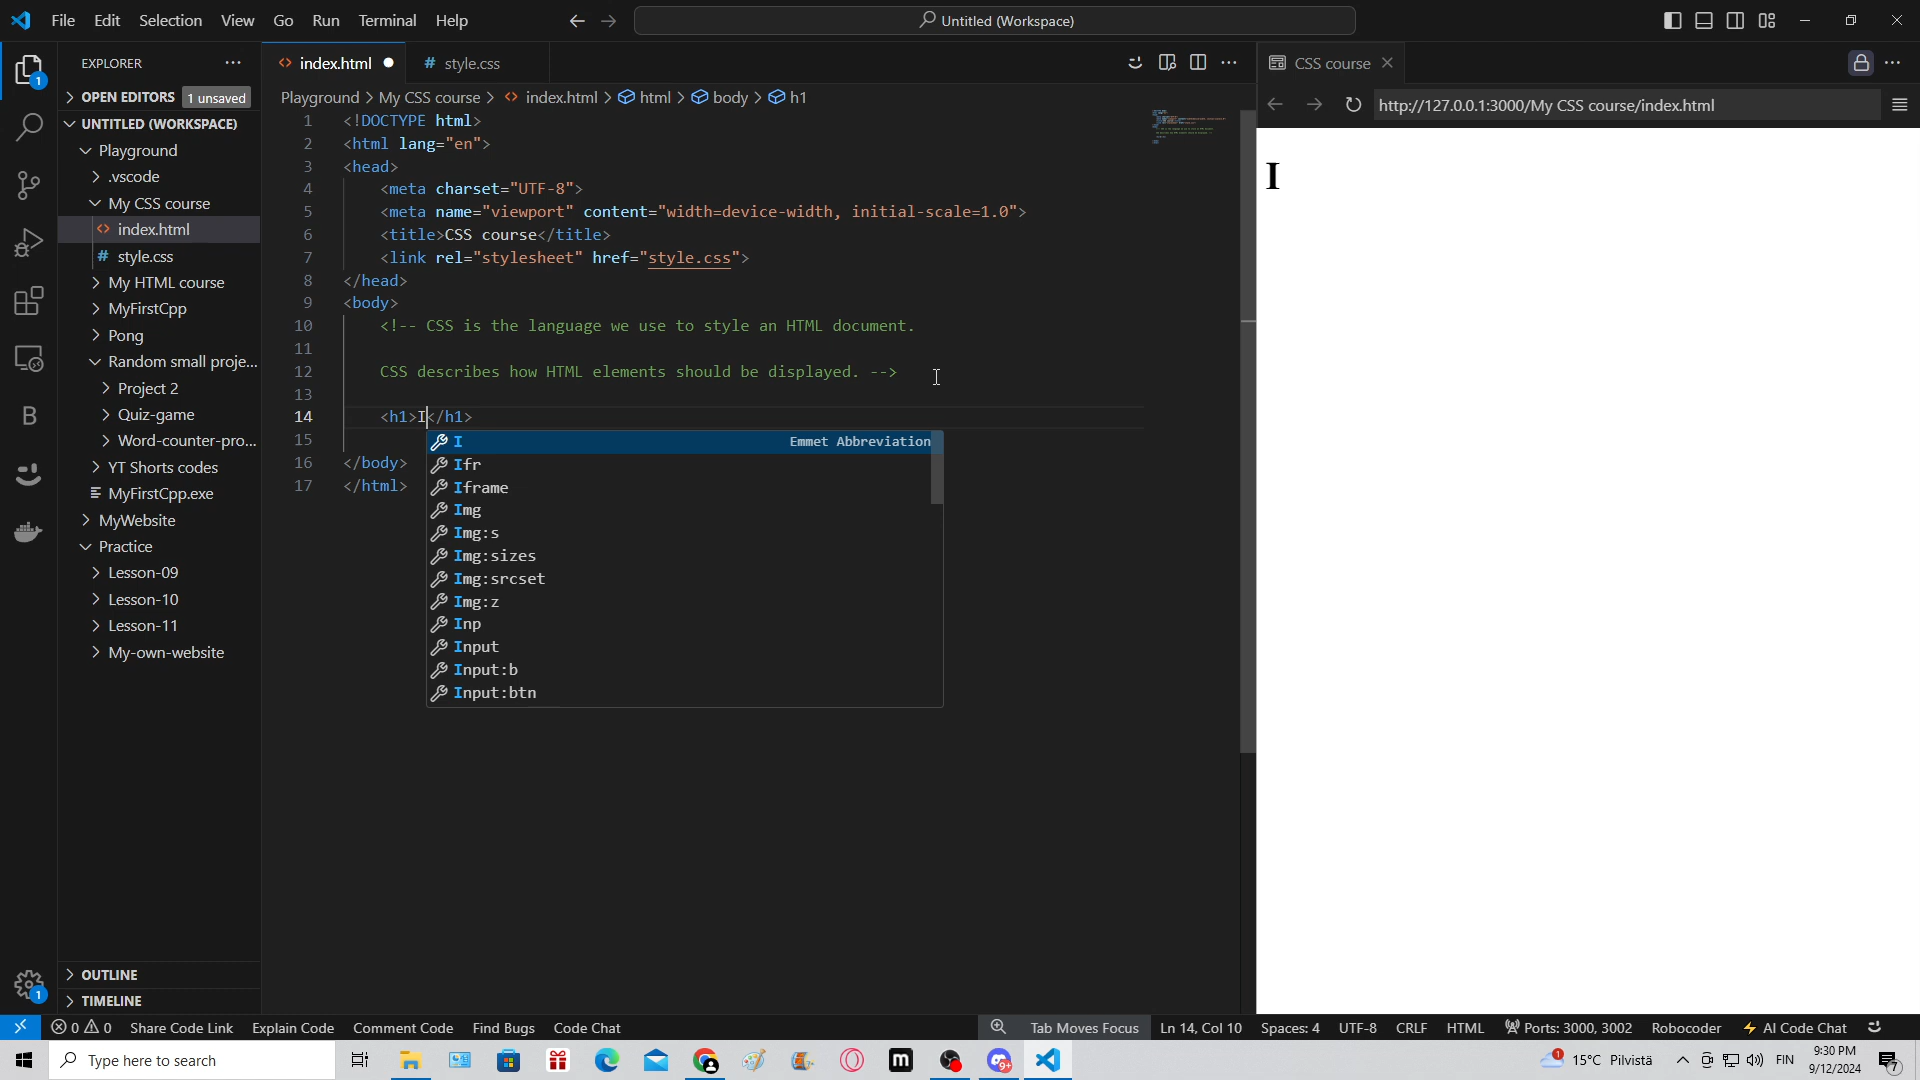 File Edit Selection View Go Run Terminal Help
Untitled (Workspace)
EXPLORER
index.html
# style.css
CSS course
OPEN EDITORS 1 unsaved
Playground > My CSS course > index.html > html > body > h1
http://127.0.0.1:3000/My CSS course/index.html
UNTITLED (WORKSPACE)
Playground
.vscode
My CSS course
index.html
# style.css
My HTML course
MyFirstCpp
Pong
Random small proje...
Project 2
Quiz-game
Word-counter-pro...
YT Shorts codes
MyFirstCpp.exe
MyWebsite
Practice
Lesson-09
Lesson-10
Lesson-11
My-own-website
OUTLINE
TIMELINE
1 <!DOCTYPE html>
2 <html lang="en">
3 <head>
4 <meta charset="UTF-8">
5 <meta name="viewport" content="width=device-width, initial-scale=1.0">
6 <title>CSS course</title>
7 <link rel="stylesheet" href="style.css">
8 </head>
9 <body>
10 <!-- CSS is the language we use to style an HTML document.
11
12 CSS describes how HTML elements should be displayed. -->
13
14 <h1>I</h1>
15
16 </body>
17 </html>
I Emmet Abbreviation
Ifr
Iframe
Img
Img:s
Img:sizes
Img:srcset
Img:z
Inp
Input
Input:b
Input:btn
I
0 0 Share Code Link Explain Code Comment Code Find Bugs Code Chat
Tab Moves Focus Ln 14, Col 10 Spaces: 4 UTF-8 CRLF HTML Ports: 3000, 3002 Robocoder AI Code Chat
Type here to search
15°C Pilvistä FIN 9:30 PM
9/12/2024